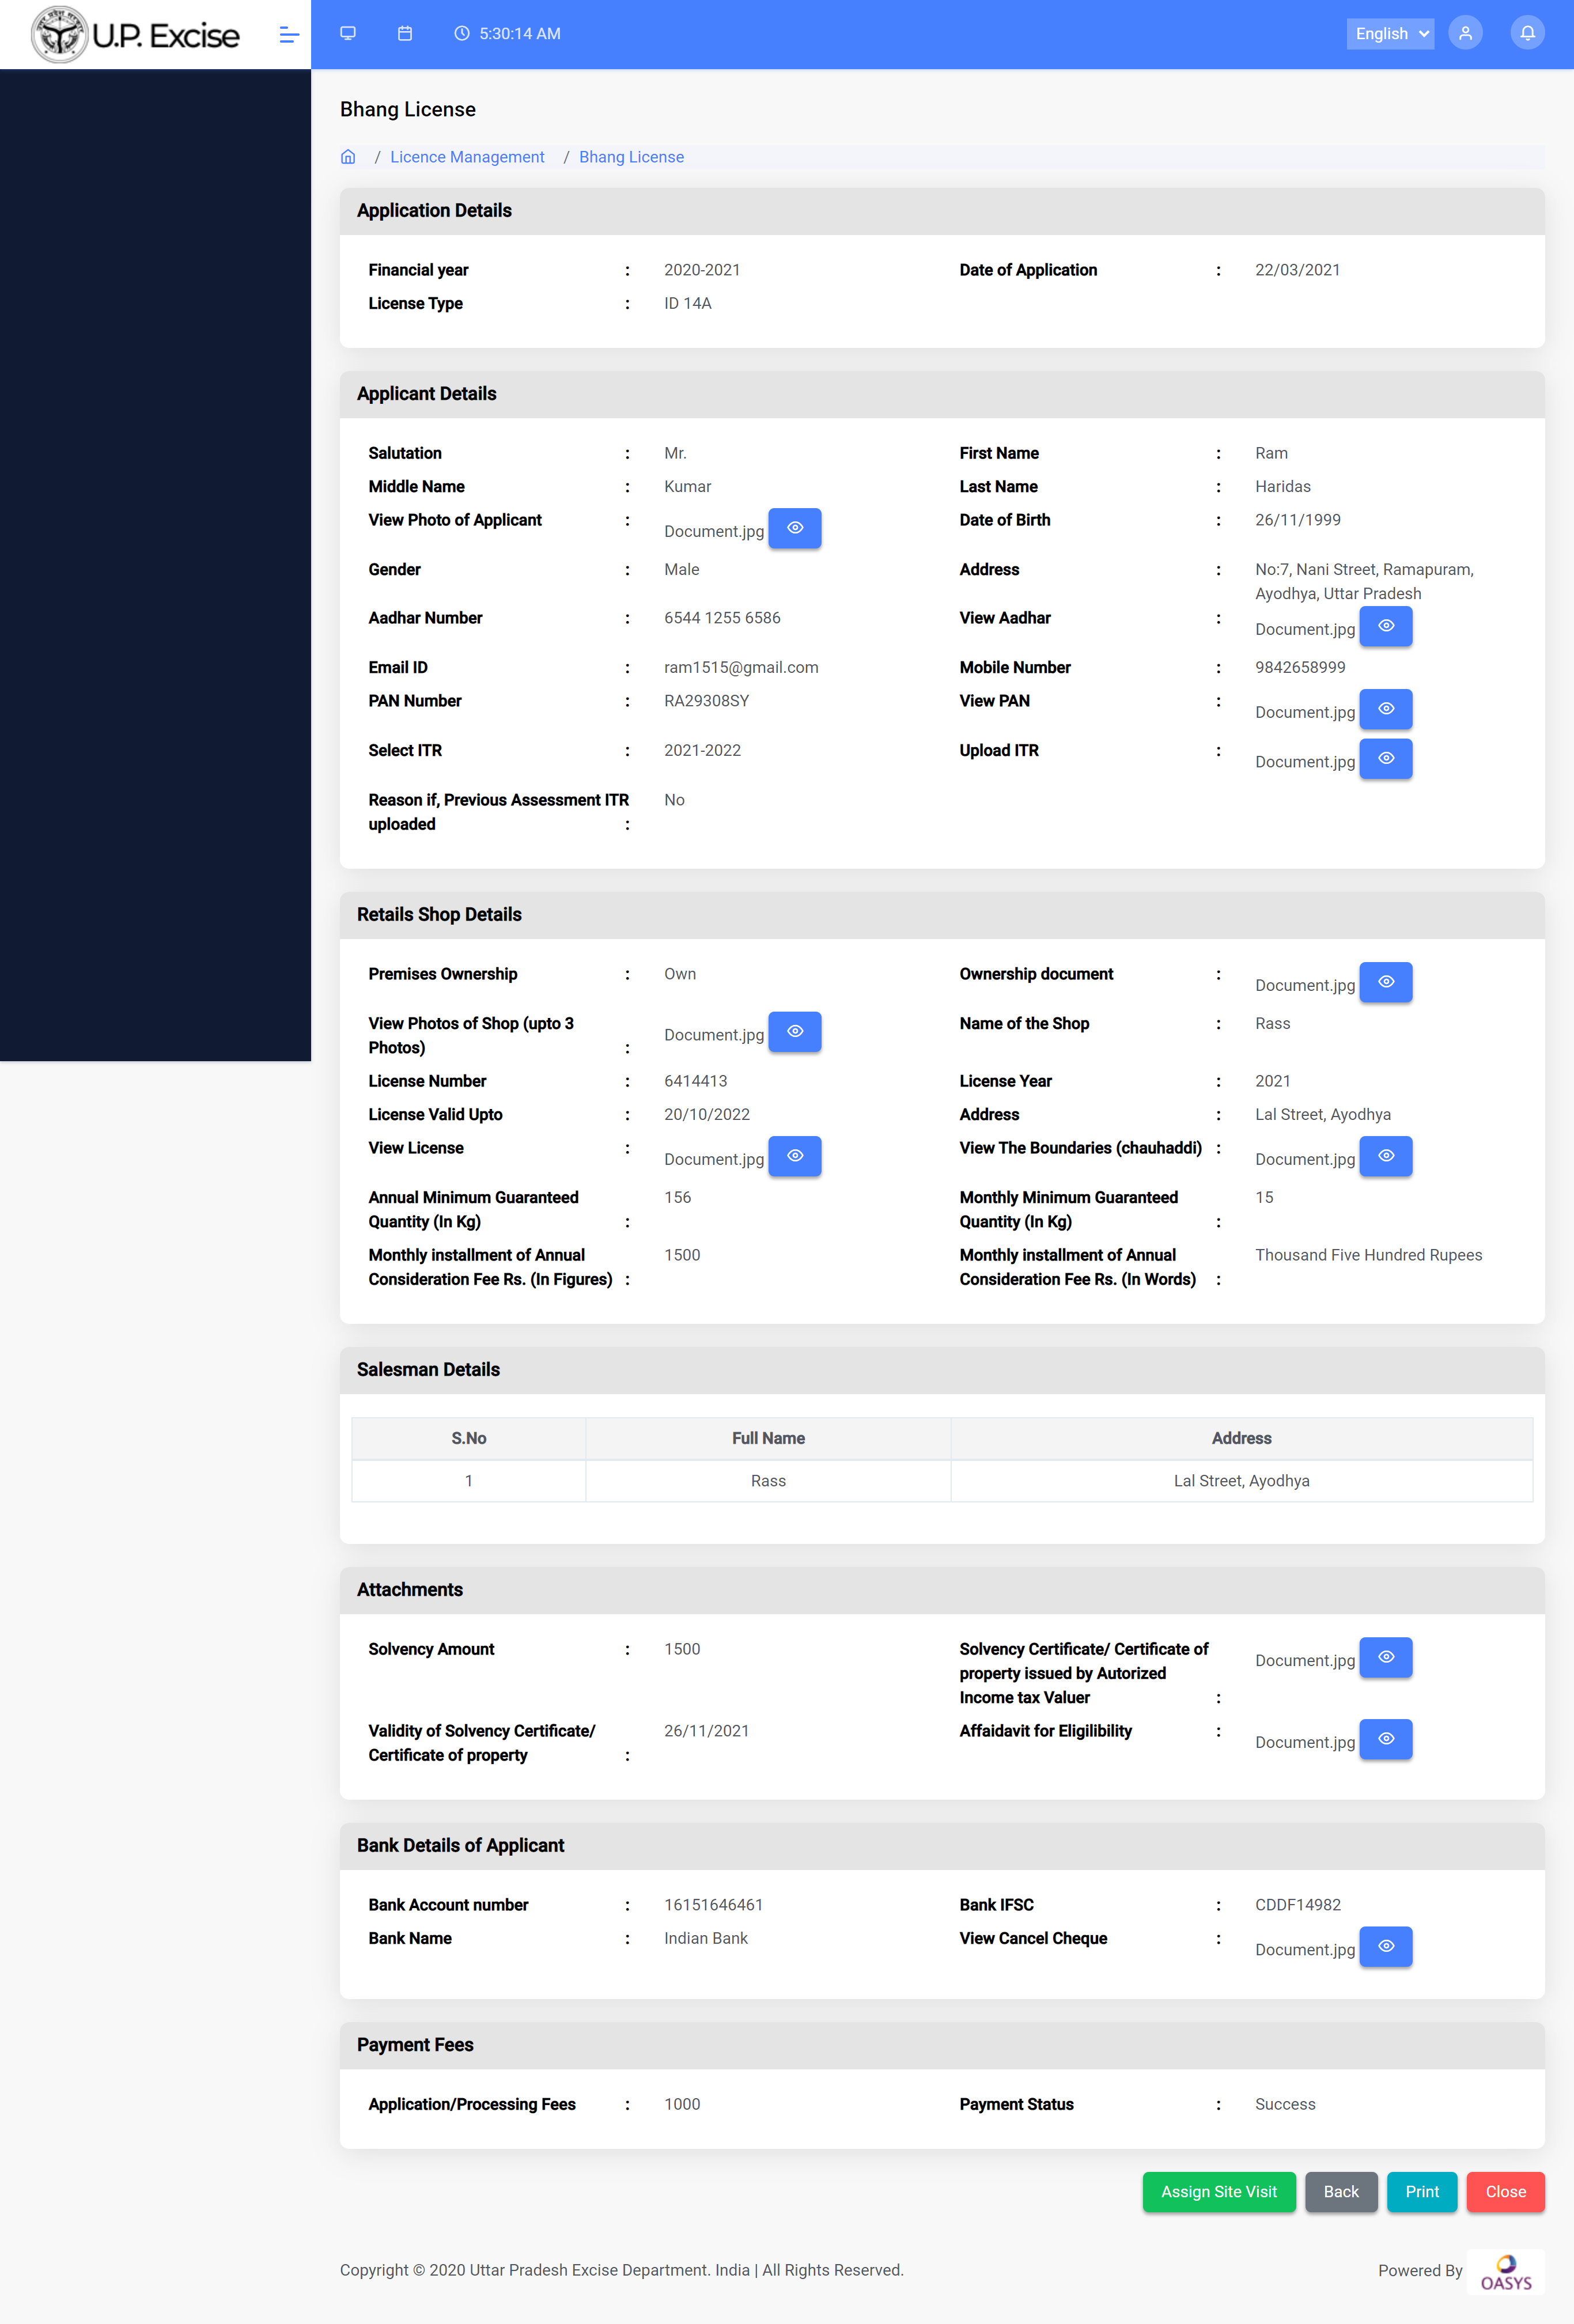 U.P. Excise
5:30:14 AM
English
Bhang License
/ Licence Management / Bhang License
Application Details
Financial year : 2020-2021 Date of Application : 22/03/2021
License Type : ID 14A
Applicant Details
Salutation : Mr. First Name : Ram
Middle Name : Kumar Last Name : Haridas
View Photo of Applicant : Document.jpg Date of Birth : 26/11/1999
Gender : Male Address : No:7, Nani Street, Ramapuram,
Ayodhya, Uttar Pradesh
Aadhar Number : 6544 1255 6586 View Aadhar : Document.jpg
Email ID : ram1515@gmail.com Mobile Number : 9842658999
PAN Number : RA29308SY View PAN : Document.jpg
Select ITR : 2021-2022 Upload ITR : Document.jpg
Reason if, Previous Assessment ITR No
uploaded :
Retails Shop Details
Premises Ownership : Own Ownership document : Document.jpg
View Photos of Shop (upto 3 Document.jpg Name of the Shop : Rass
Photos) :
License Number : 6414413 License Year : 2021
License Valid Upto : 20/10/2022 Address : Lal Street, Ayodhya
View License : Document.jpg View The Boundaries (chauhaddi) : Document.jpg
Annual Minimum Guaranteed 156 Monthly Minimum Guaranteed 15
Quantity (In Kg) : Quantity (In Kg) :
Monthly installment of Annual 1500 Monthly installment of Annual Thousand Five Hundred Rupees
Consideration Fee Rs. (In Figures) : Consideration Fee Rs. (In Words) :
Salesman Details
S.No Full Name Address
1 Rass Lal Street, Ayodhya
Attachments
Solvency Amount : 1500 Solvency Certificate/ Certificate of Document.jpg
property issued by Autorized
Income tax Valuer :
Validity of Solvency Certificate/ 26/11/2021 Affaidavit for Eligilibility : Document.jpg
Certificate of property :
Bank Details of Applicant
Bank Account number : 16151646461 Bank IFSC : CDDF14982
Bank Name : Indian Bank View Cancel Cheque : Document.jpg
Payment Fees
Application/Processing Fees : 1000 Payment Status : Success
Assign Site Visit Back Print Close
Copyright © 2020 Uttar Pradesh Excise Department. India | All Rights Reserved. Powered By OASYS